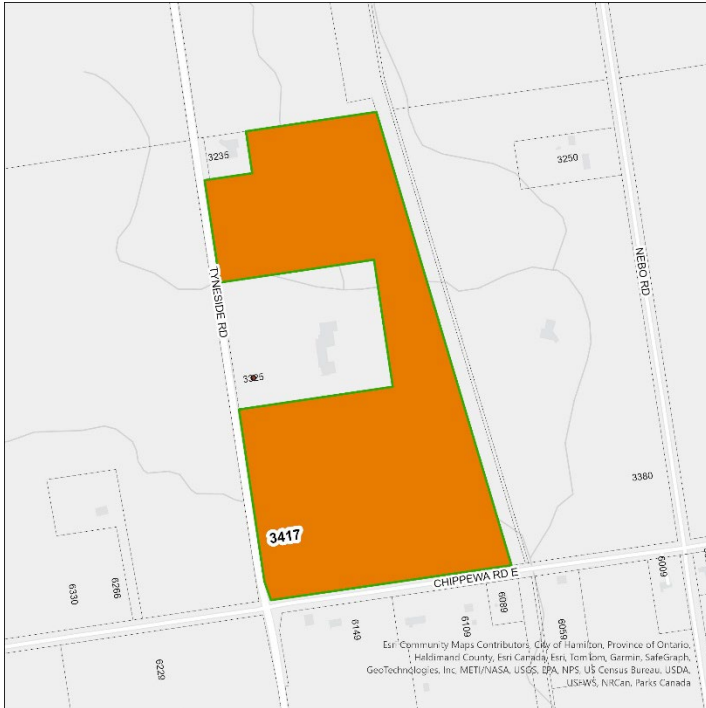 3235
3250
TYNESIDE RD
NEBO RD
3325
3380
3417
CHIPPEWA RD E
6330
6266
6229
6149
6109
6089
6059
6009
Esri Community Maps Contributors, City of Hamilton, Province of Ontario,
Haldimand County, Esri Canada, Esri, TomTom, Garmin, SafeGraph,
GeoTechnologies, Inc, METI/NASA, USGS, EPA, NPS, US Census Bureau, USDA,
USFWS, NRCan, Parks Canada